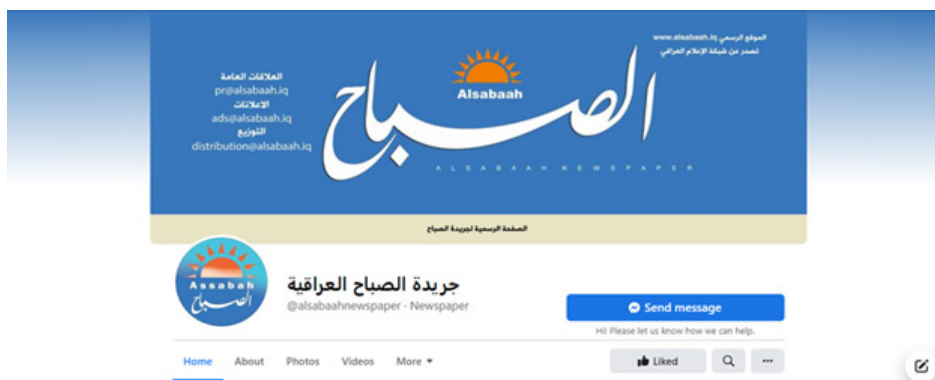 الموقع الرسمي www.alsabaah.iq
تصدر عن شبكة الإعلام العراقي
العلاقات العامة
pr@alsabaah.iq
الاعلانات
ads@alsabaah.iq
التوزيع
distribution@alsabaah.iq
Alsabaah
الصباح
ALSABAAH NEWSPAPER
الصفحة الرسمية لجريدة الصباح
Assabah
الصباح
جريدة الصباح العراقية
@alsabaahnewspaper · Newspaper
Send message
Hi! Please let us know how we can help.
Home About Photos Videos More
Liked